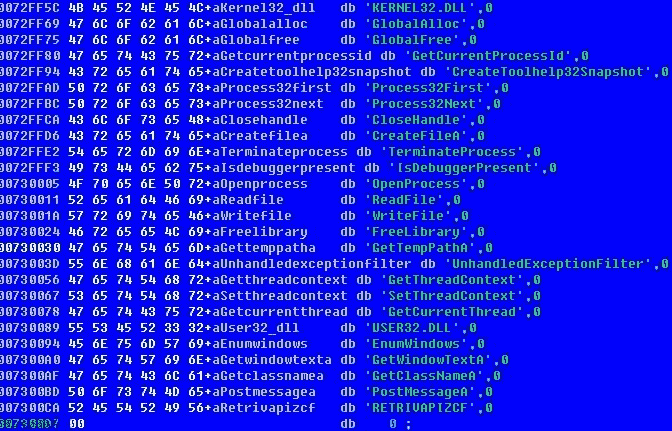 0072FF5C 4B 45 52 4E 45 4C+aKernel32_dll db 'KERNEL32.DLL',0
0072FF69 47 6C 6F 62 61 6C+aGlobalalloc db 'GlobalAlloc',0
0072FF75 47 6C 6F 62 61 6C+aGlobalfree db 'GlobalFree',0
0072FF80 47 65 74 43 75 72+aGetcurrentprocessid db 'GetCurrentProcessId',0
0072FF94 43 72 65 61 74 65+aCreatetoolhelp32snapshot db 'CreateToolhelp32Snapshot',0
0072FFAD 50 72 6F 63 65 73+aProcess32first db 'Process32First',0
0072FFBC 50 72 6F 63 65 73+aProcess32next db 'Process32Next',0
0072FFCA 43 6C 6F 73 65 48+aClosehandle db 'CloseHandle',0
0072FFD6 43 72 65 61 74 65+aCreatefilea db 'CreateFileA',0
0072FFE2 54 65 72 6D 69 6E+aTerminateprocess db 'TerminateProcess',0
0072FFF3 49 73 44 65 62 75+aIsdebuggerpresent db 'IsDebuggerPresent',0
00730005 4F 70 65 6E 50 72+aOpenprocess db 'OpenProcess',0
00730011 52 65 61 64 46 69+aReadfile db 'ReadFile',0
0073001A 57 72 69 74 65 46+aWritefile db 'WriteFile',0
00730024 46 72 65 65 4C 69+aFreelibrary db 'FreeLibrary',0
00730030 47 65 74 54 65 6D+aGettemppatha db 'GetTempPathA',0
0073003D 55 6E 68 61 6E 64+aUnhandledexceptionfilter db 'UnhandledExceptionFilter',0
00730056 47 65 74 54 68 72+aGetthreadcontext db 'GetThreadContext',0
00730067 53 65 74 54 68 72+aSetthreadcontext db 'SetThreadContext',0
00730078 47 65 74 43 75 72+aGetcurrentthread db 'GetCurrentThread',0
00730089 55 53 45 52 33 32+aUser32_dll db 'USER32.DLL',0
00730094 45 6E 75 6D 57 69+aEnumwindows db 'EnumWindows',0
007300A0 47 65 74 57 69 6E+aGetwindowtexta db 'GetWindowTextA',0
007300AF 47 65 74 43 6C 61+aGetclassnamea db 'GetClassNameA',0
007300BD 50 6F 73 74 4D 65+aPostmessagea db 'PostMessageA',0
007300CA 52 45 54 52 49 56+aRetrivapizcf db 'RETRIVAPIZCF',0
007300D7 00 db 0 ;